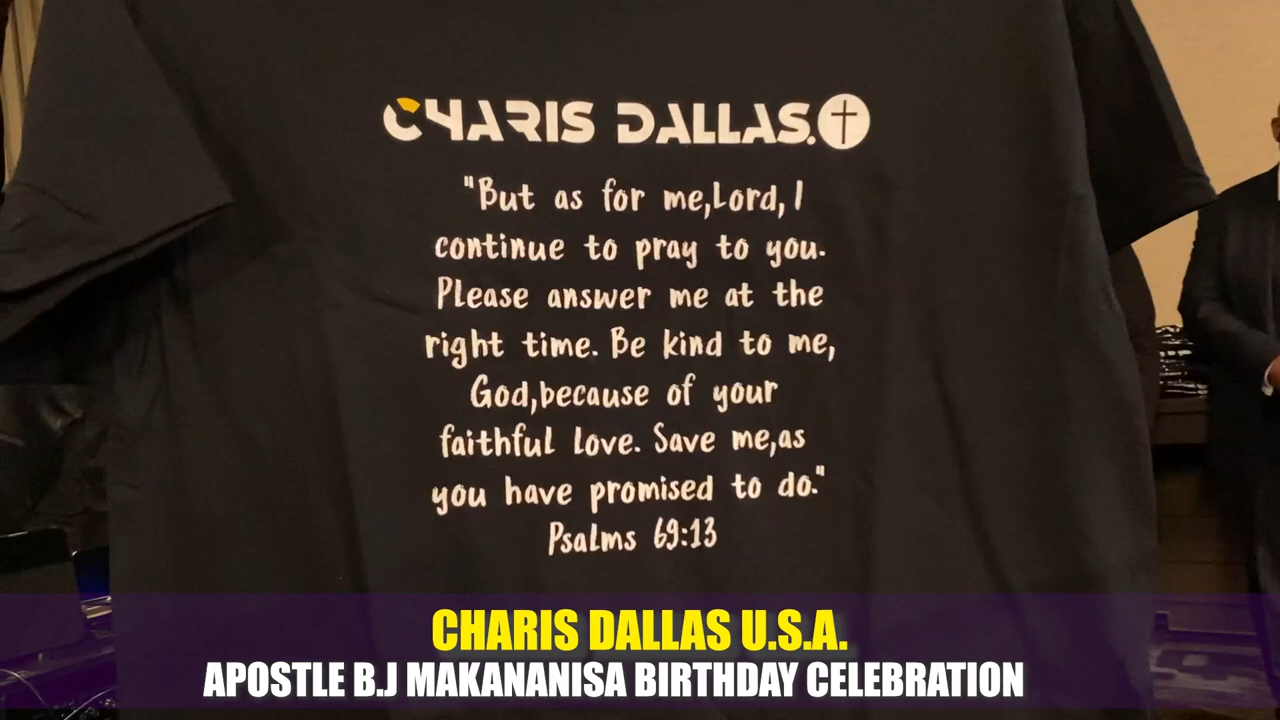 CHARIS DALLAS.
"But as for me,Lord, I
continue to pray to you.
Please answer me at the
right time. Be kind to me,
God,because of your
faithful love. Save me,as
you have promised to do."
Psalms 69:13
CHARIS DALLAS U.S.A.
APOSTLE B.J MAKANANISA BIRTHDAY CELEBRATION